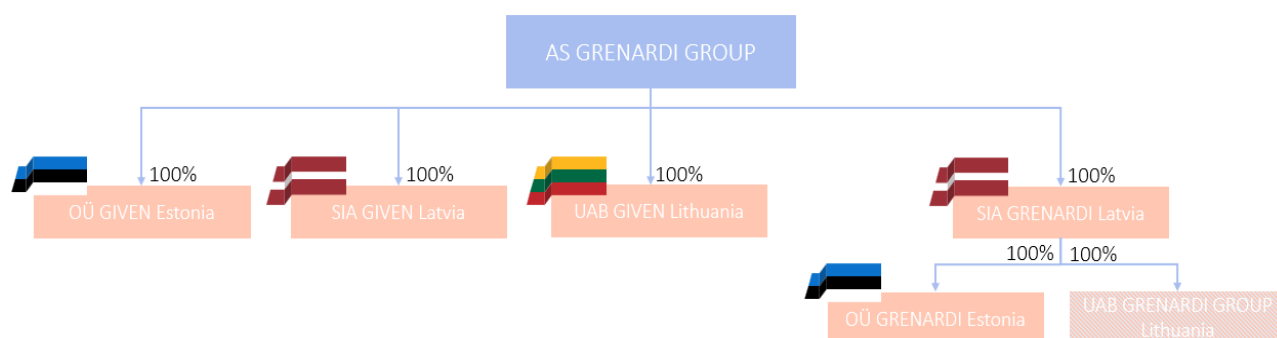 AS GRENARDI GROUP
100%
100%
100%
100%
OÜ GIVEN Estonia
SIA GIVEN Latvia
UAB GIVEN Lithuania
SIA GRENARDI Latvia
100%
100%
OÜ GRENARDI Estonia
UAB GRENARDI GROUP
Lithuania